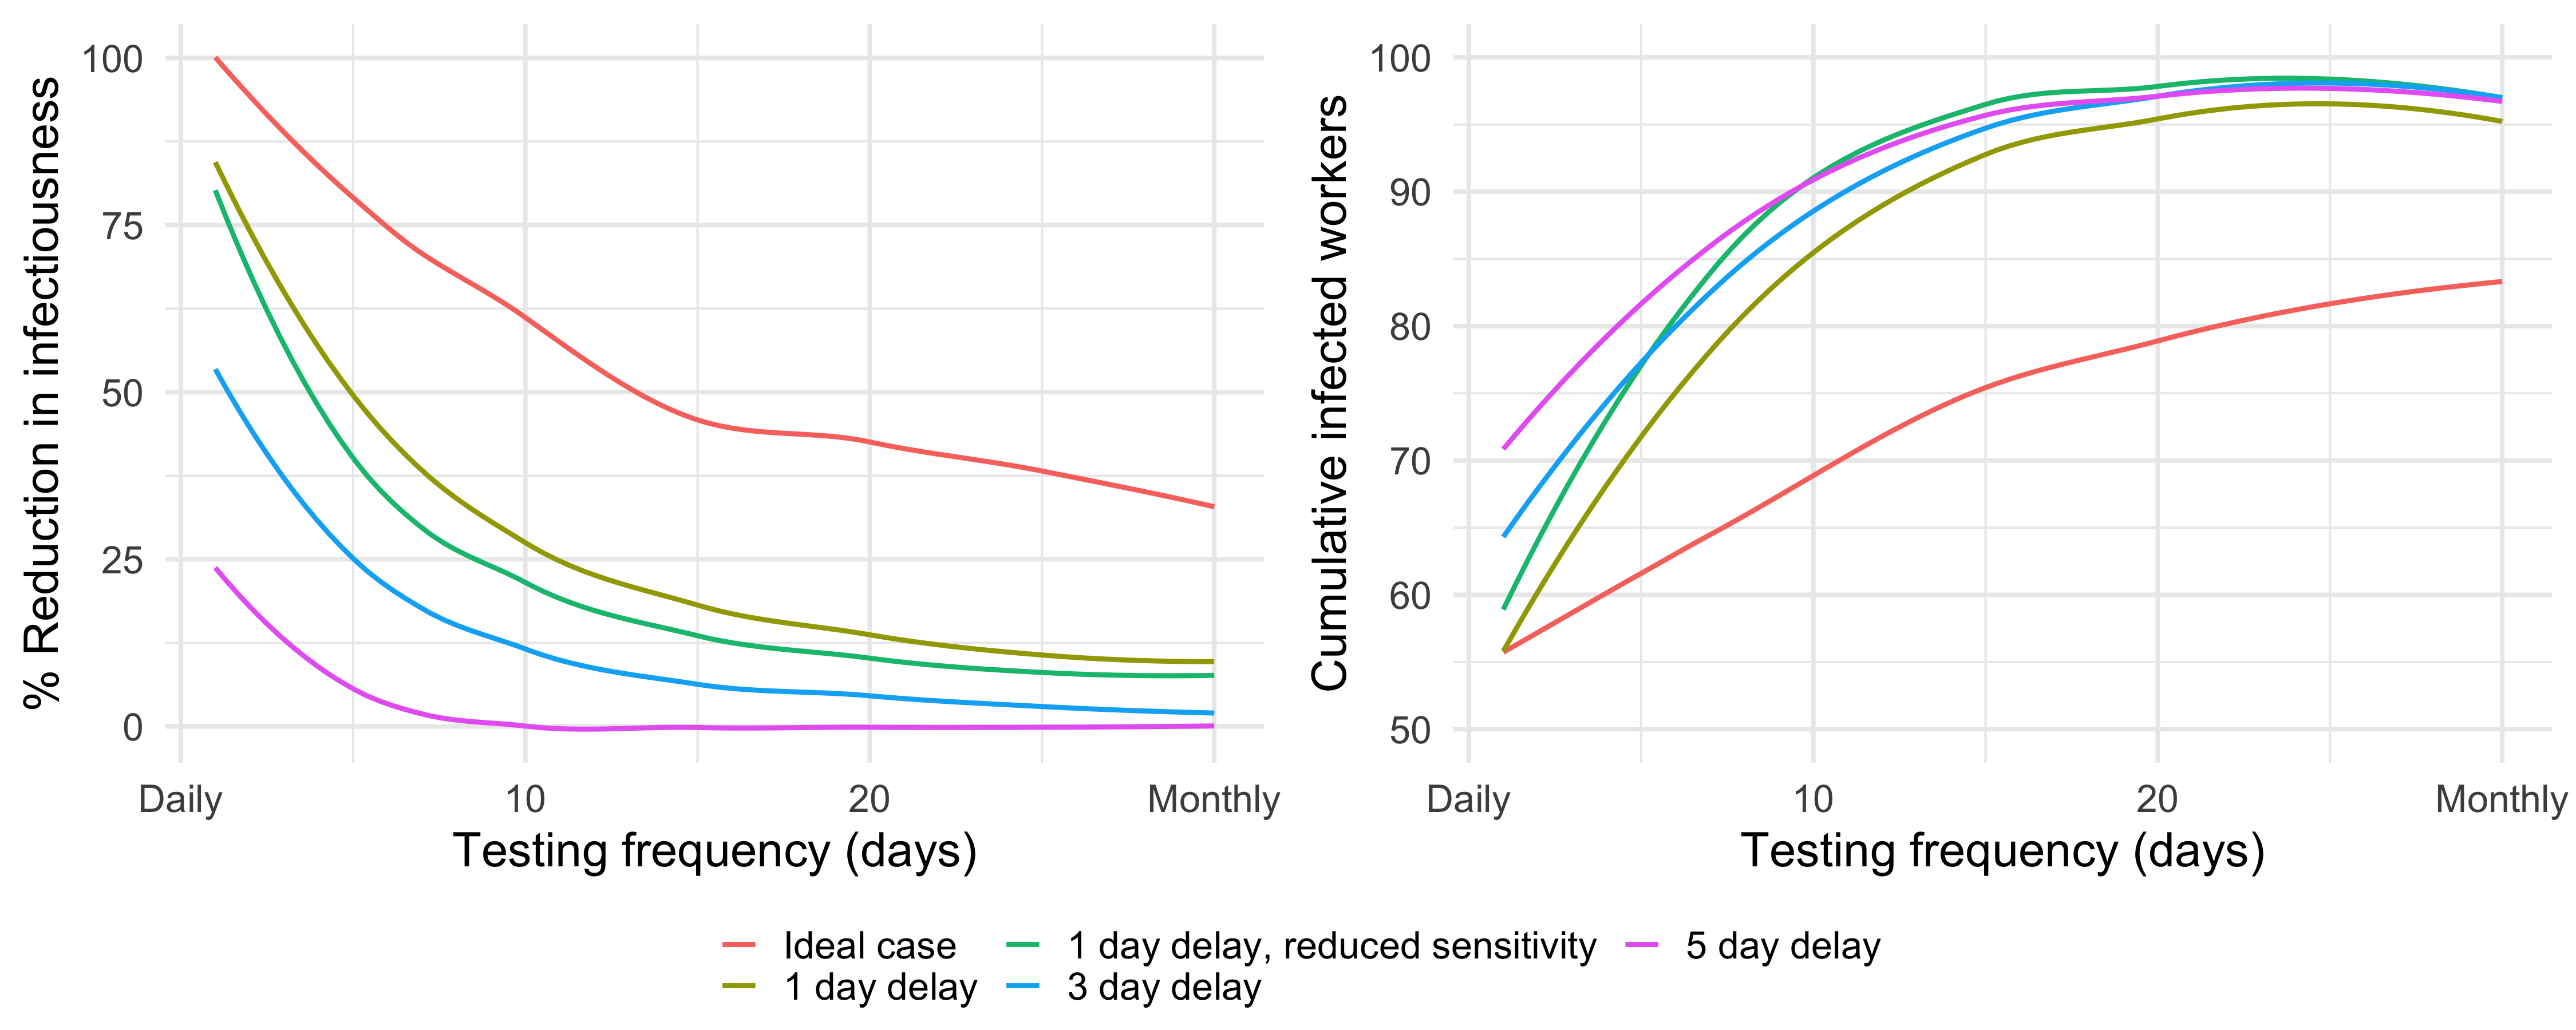 % Reduction in infectiousness
100
75
50
25
0
Daily 10 20 Monthly
Testing frequency (days)
Cumulative infected workers
100
90
80
70
60
50
Daily 10 20 Monthly
Testing frequency (days)
Ideal case 1 day delay, reduced sensitivity 5 day delay
1 day delay 3 day delay